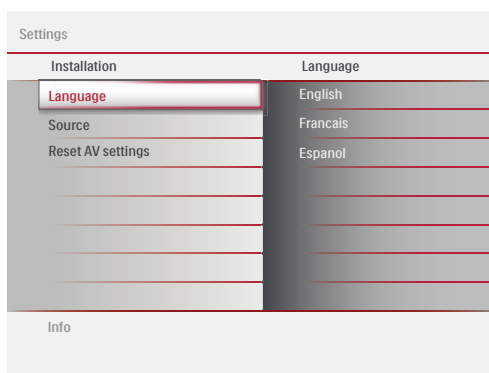 Settings
Installation
Language
Language
English
Source
Francais
Reset AV settings
Espanol
Info